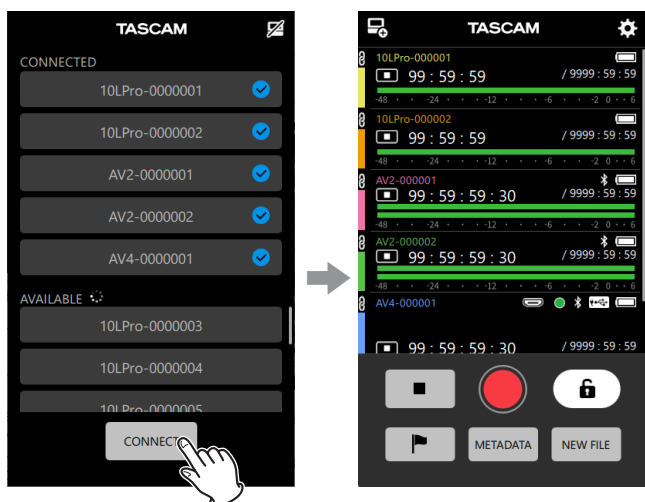 TASCAM
CONNECTED
10LPro-0000001
10LPro-0000002
AV2-0000001
AV2-0000002
AV4-0000001
AVAILABLE
10LPro-0000003
10LPro-0000004
10LPro-0000005
CONNECT
TASCAM
10LPro-000001
99 : 59 : 59 / 9999 : 59 : 59
-48 · · -24 · · · -12 · · · -6 · · -2 0 · · 6
10LPro-000002
99 : 59 : 59 / 9999 : 59 : 59
-48 · · -24 · · · -12 · · · -6 · · -2 0 · · 6
AV2-000001
99 : 59 : 59 : 30 / 9999 : 59 : 59
-48 · · -24 · · · -12 · · · -6 · · -2 0 · · 6
AV2-000002
99 : 59 : 59 : 30 / 9999 : 59 : 59
-48 · · -24 · · · -12 · · · -6 · · -2 0 · · 6
AV4-000001
99 : 59 : 59 : 30 / 9999 : 59 : 59
METADATA
NEW FILE